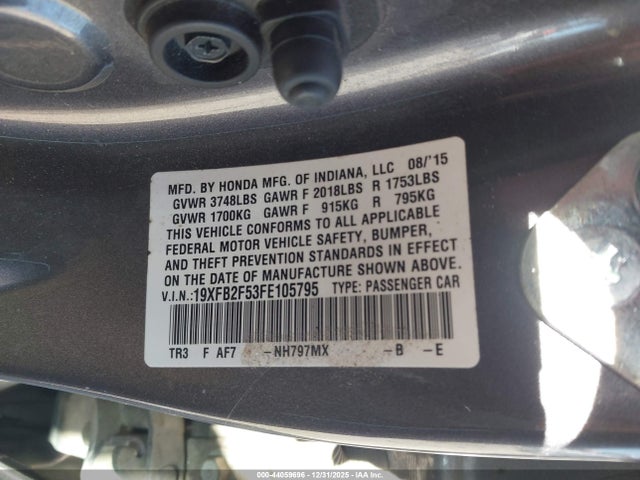 MFD. BY HONDA MFG. OF INDIANA, LLC 08/'15
GVWR 3748LBS GAWR F 2018LBS R 1753LBS
GVWR 1700KG GAWR F 915KG R 795KG
THIS VEHICLE CONFORMS TO ALL APPLICABLE
FEDERAL MOTOR VEHICLE SAFETY, BUMPER,
AND THEFT PREVENTION STANDARDS IN EFFECT
ON THE DATE OF MANUFACTURE SHOWN ABOVE.
V.I.N.:19XFB2F53FE105795 TYPE: PASSENGER CAR
TR3 F AF7 -NH797MX -B -E
000-44059696 • 12/31/2025 • IAAI.COM